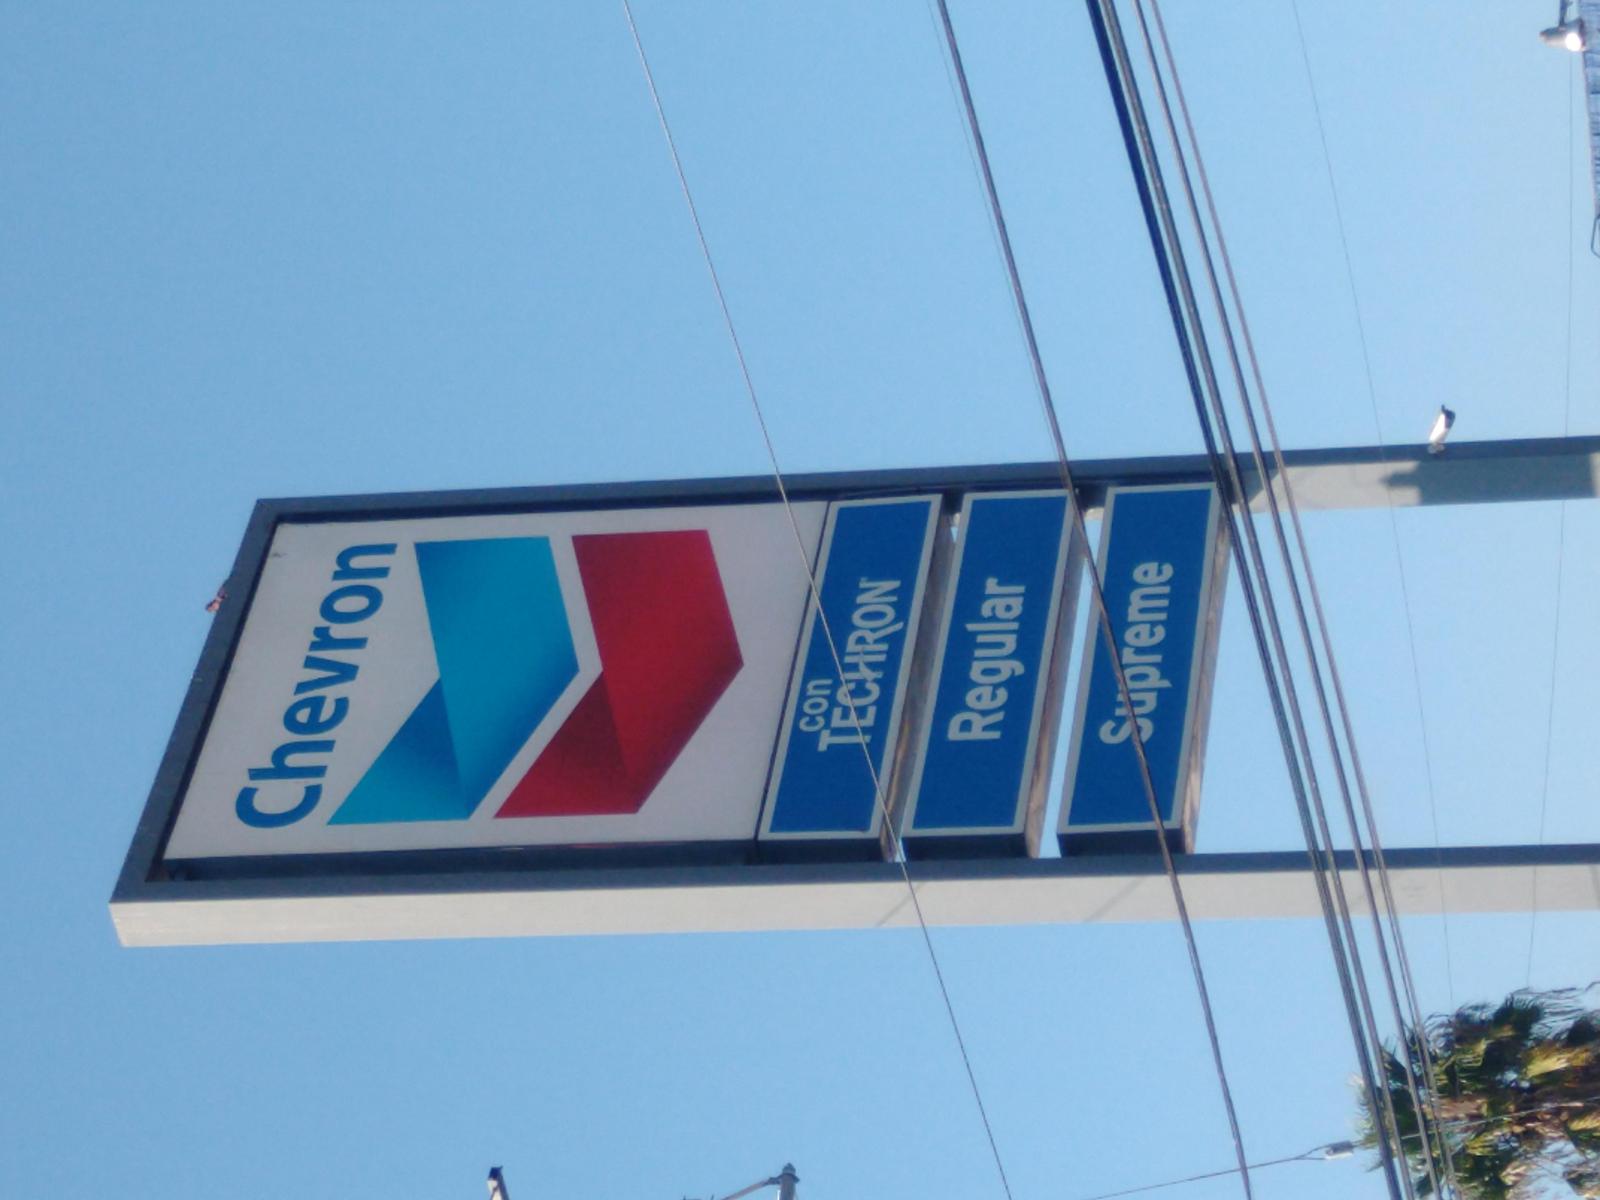 Chevron
con
TECHRON
Regular
Supreme